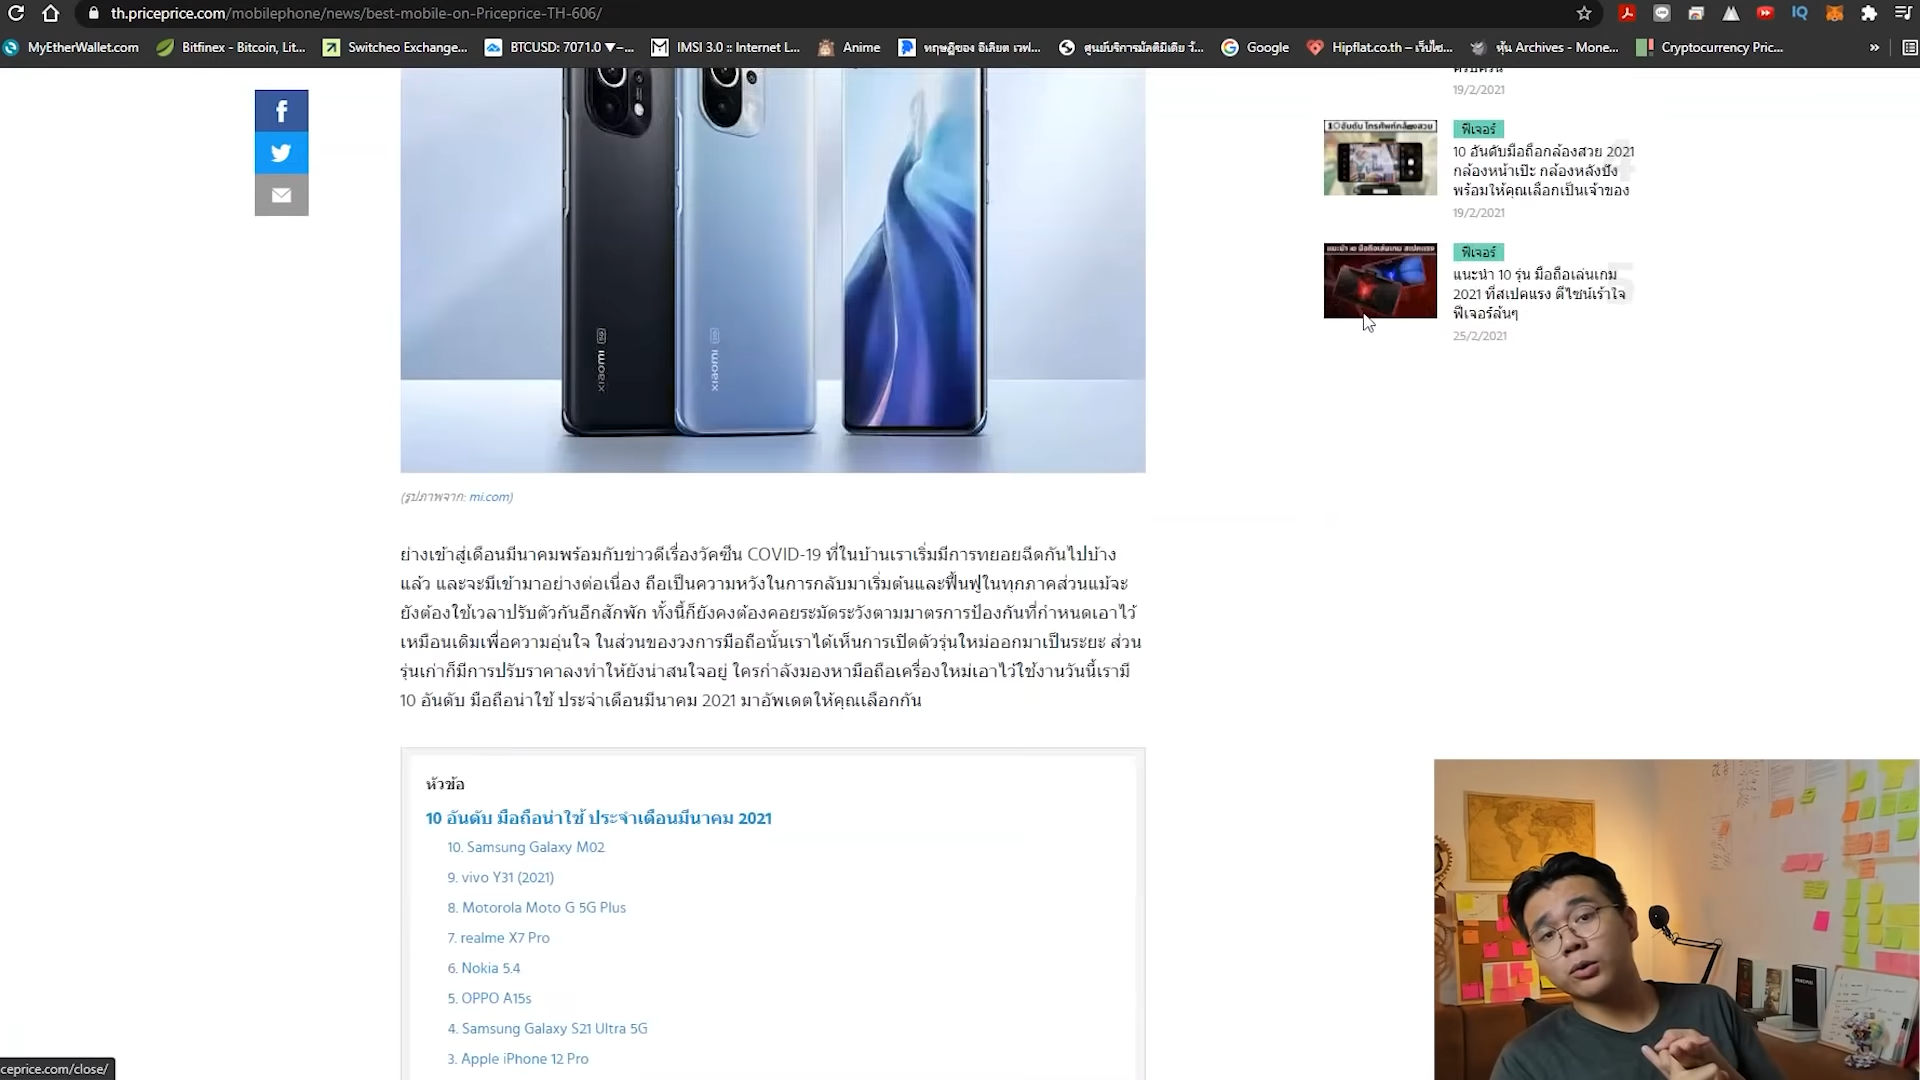 th.priceprice.com/mobilephone/news/best-mobile-on-Priceprice-TH-606/
MyEtherWallet.com
Bitfinex - Bitcoin, Lit...
Switcheo Exchange...
BTCUSD: 7071.0 ▼−...
IMSI 3.0 :: Internet L...
Anime
ทฤษฎีของ อีเลียต เวฟ...
ศูนย์บริการมัลติมีเดีย วั...
Google
Hipflat.co.th – เว็บไซ...
หุ้น Archives - Mone...
Cryptocurrency Pric...
»
19/2/2021
ฟีเจอร์
10 อันดับมือถือกล้องสวย 2021
กล้องหน้าเป๊ะ กล้องหลังปัง
พร้อมให้คุณเลือกเป็นเจ้าของ
19/2/2021
ฟีเจอร์
แนะนำ 10 รุ่น มือถือเล่นเกม
2021 ที่สเปคแรง ดีไซน์เร้าใจ
ฟีเจอร์ล้นๆ
25/2/2021
4
5
xiaomi 5G
xiaomi 5G
(รูปภาพจาก: mi.com)
ย่างเข้าสู่เดือนมีนาคมพร้อมกับข่าวดีเรื่องวัคซีน COVID-19 ที่ในบ้านเราเริ่มมีการทยอยฉีดกันไปบ้าง
แล้ว และจะมีเข้ามาอย่างต่อเนื่อง ถือเป็นความหวังในการกลับมาเริ่มต้นและฟื้นฟูในทุกภาคส่วนแม้จะ
ยังต้องใช้เวลาปรับตัวกันอีกสักพัก ทั้งนี้ก็ยังคงต้องคอยระมัดระวังตามมาตรการป้องกันที่กำหนดเอาไว้
เหมือนเดิมเพื่อความอุ่นใจ ในส่วนของวงการมือถือนั้นเราได้เห็นการเปิดตัวรุ่นใหม่ออกมาเป็นระยะ ส่วน
รุ่นเก่าก็มีการปรับราคาลงทำให้ยังน่าสนใจอยู่ ใครกำลังมองหามือถือเครื่องใหม่เอาไว้ใช้งานวันนี้เรามี
10 อันดับ มือถือน่าใช้ ประจำเดือนมีนาคม 2021 มาอัพเดตให้คุณเลือกกัน
หัวข้อ
10 อันดับ มือถือน่าใช้ ประจำเดือนมีนาคม 2021
10. Samsung Galaxy M02
9. vivo Y31 (2021)
8. Motorola Moto G 5G Plus
7. realme X7 Pro
6. Nokia 5.4
5. OPPO A15s
4. Samsung Galaxy S21 Ultra 5G
3. Apple iPhone 12 Pro
ceprice.com/close/